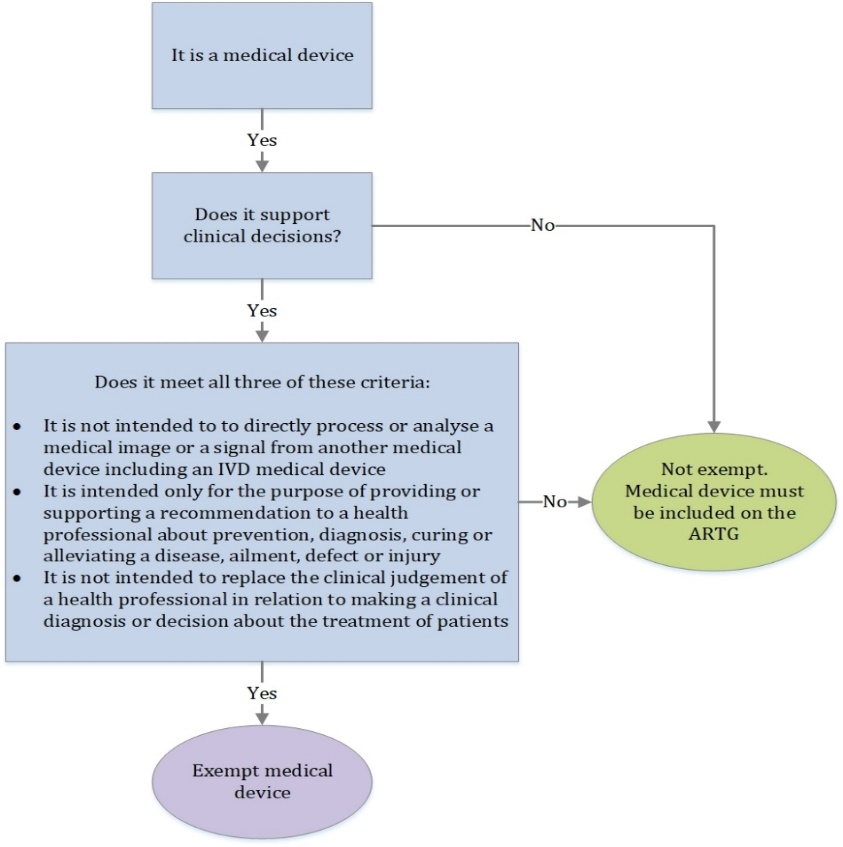 It is a medical device
Yes
Does it support
clinical decisions?
No
Yes
Does it meet all three of these criteria:
• It is not intended to to directly process or analyse a
medical image or a signal from another medical
device including an IVD medical device
• It is intended only for the purpose of providing or
supporting a recommendation to a health
professional about prevention, diagnosis, curing or
alleviating a disease, ailment, defect or injury
• It is not intended to replace the clinical judgement of
a health professional in relation to making a clinical
diagnosis or decision about the treatment of patients
No
Not exempt.
Medical device must
be included on the
ARTG
Yes
Exempt medical
device